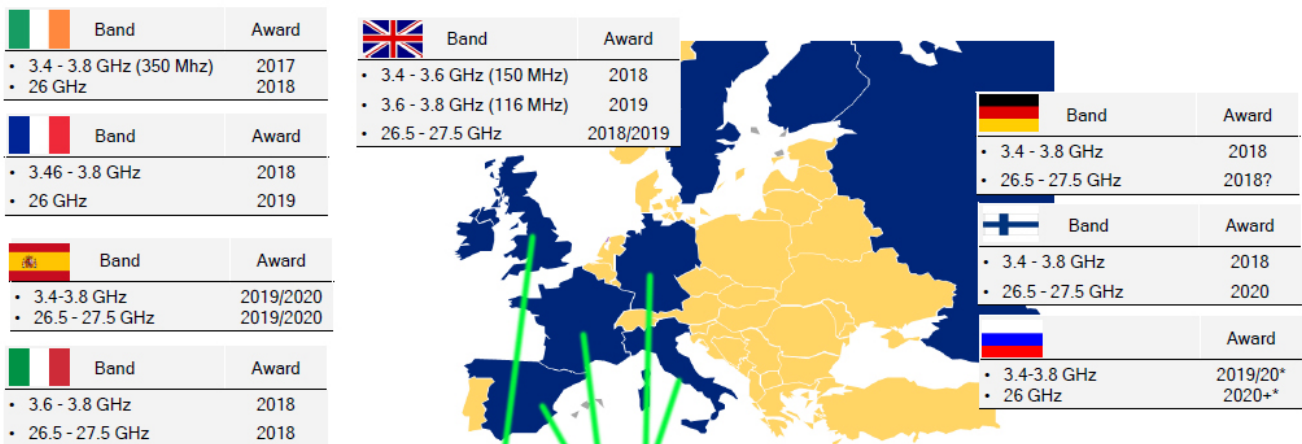 Band Award
• 3.4 - 3.8 GHz (350 Mhz) 2017
• 26 GHz 2018
Band Award
• 3.46 - 3.8 GHz 2018
• 26 GHz 2019
Band Award
• 3.4-3.8 GHz 2019/2020
• 26.5 - 27.5 GHz 2019/2020
Band Award
• 3.6 - 3.8 GHz 2018
• 26.5 - 27.5 GHz 2018
Band Award
• 3.4 - 3.6 GHz (150 MHz) 2018
• 3.6 - 3.8 GHz (116 MHz) 2019
• 26.5 - 27.5 GHz 2018/2019
Band Award
• 3.4 - 3.8 GHz 2018
• 26.5 - 27.5 GHz 2018?
Band Award
• 3.4 - 3.8 GHz 2018
• 26.5 - 27.5 GHz 2020
Award
• 3.4-3.8 GHz 2019/20*
• 26 GHz 2020+*